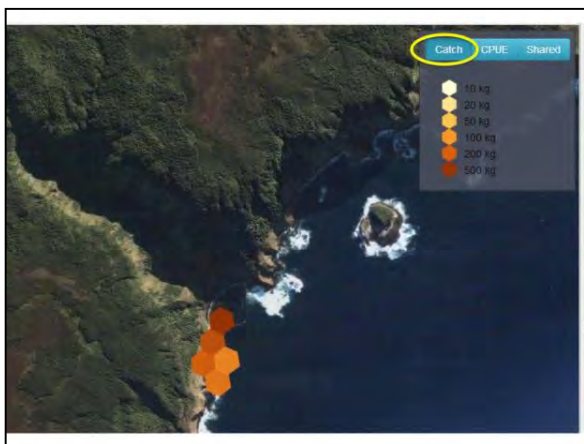 Catch CPUE Shared
10 kg
20 kg
50 kg
100 kg
200 kg
500 kg